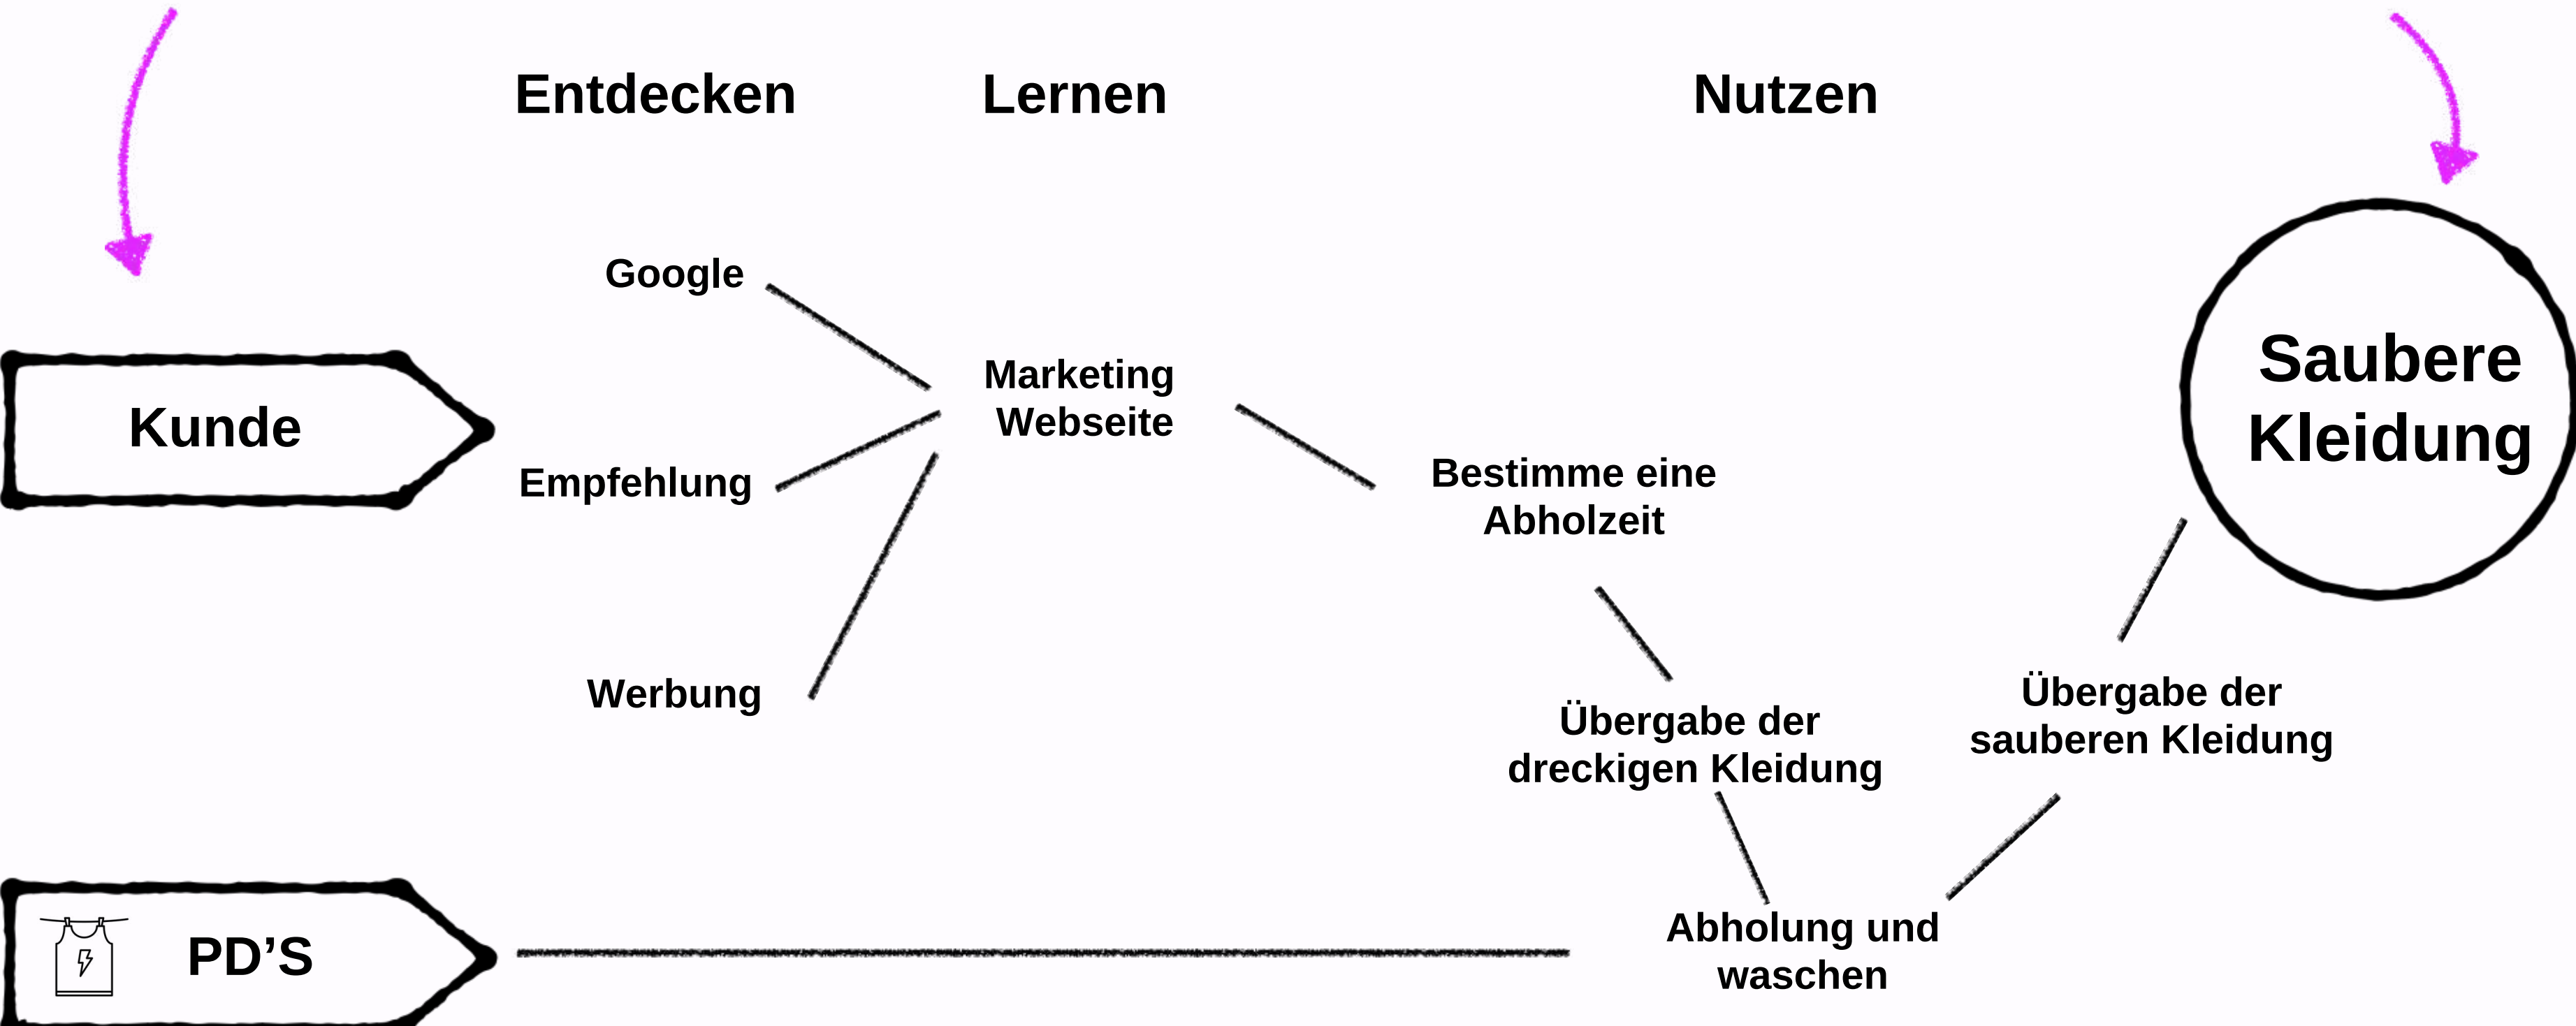 Entdecken
Lernen
Nutzen
Google
Marketing
Webseite
Saubere
Kleidung
Kunde
Empfehlung
Bestimme eine
Abholzeit
Werbung
Übergabe der
dreckigen Kleidung
Übergabe der
sauberen Kleidung
PD’S
Abholung und
waschen